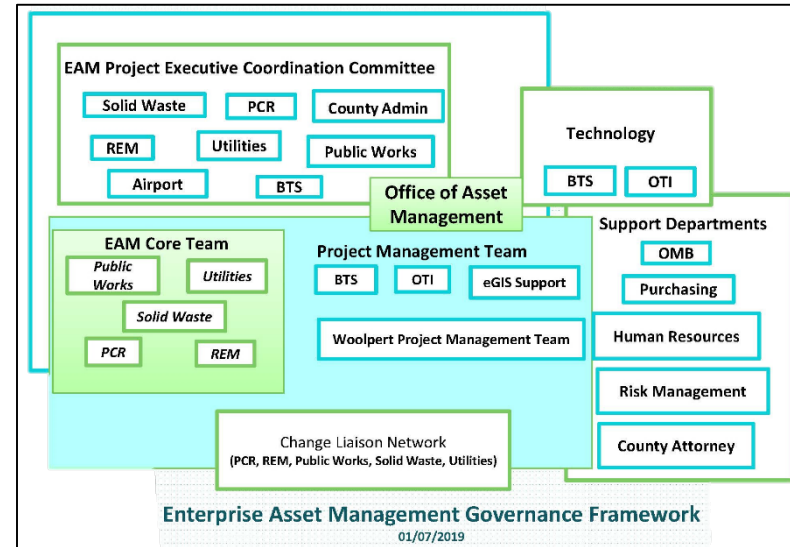 EAM Project Executive Coordination Committee
Solid Waste
PCR
County Admin
REM
Utilities
Public Works
Airport
BTS
Technology
BTS
OTI
Office of Asset
Management
Support Departments
OMB
Purchasing
Human Resources
Risk Management
County Attorney
EAM Core Team
Public
Works
Utilities
Solid Waste
PCR
REM
Project Management Team
BTS
OTI
eGIS Support
Woolpert Project Management Team
Change Liaison Network
(PCR, REM, Public Works, Solid Waste, Utilities)
Enterprise Asset Management Governance Framework
01/07/2019